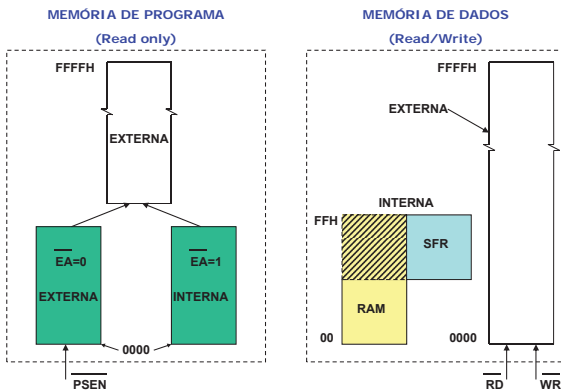 MEMÓRIA DE PROGRAMA
(Read only)
FFFFH
EXTERNA
EA=0
EXTERNA
EA=1
INTERNA
0000
PSEN
MEMÓRIA DE DADOS
(Read/Write)
FFFFH
EXTERNA
INTERNA
FFH
SFR
RAM
00
0000
RD
WR